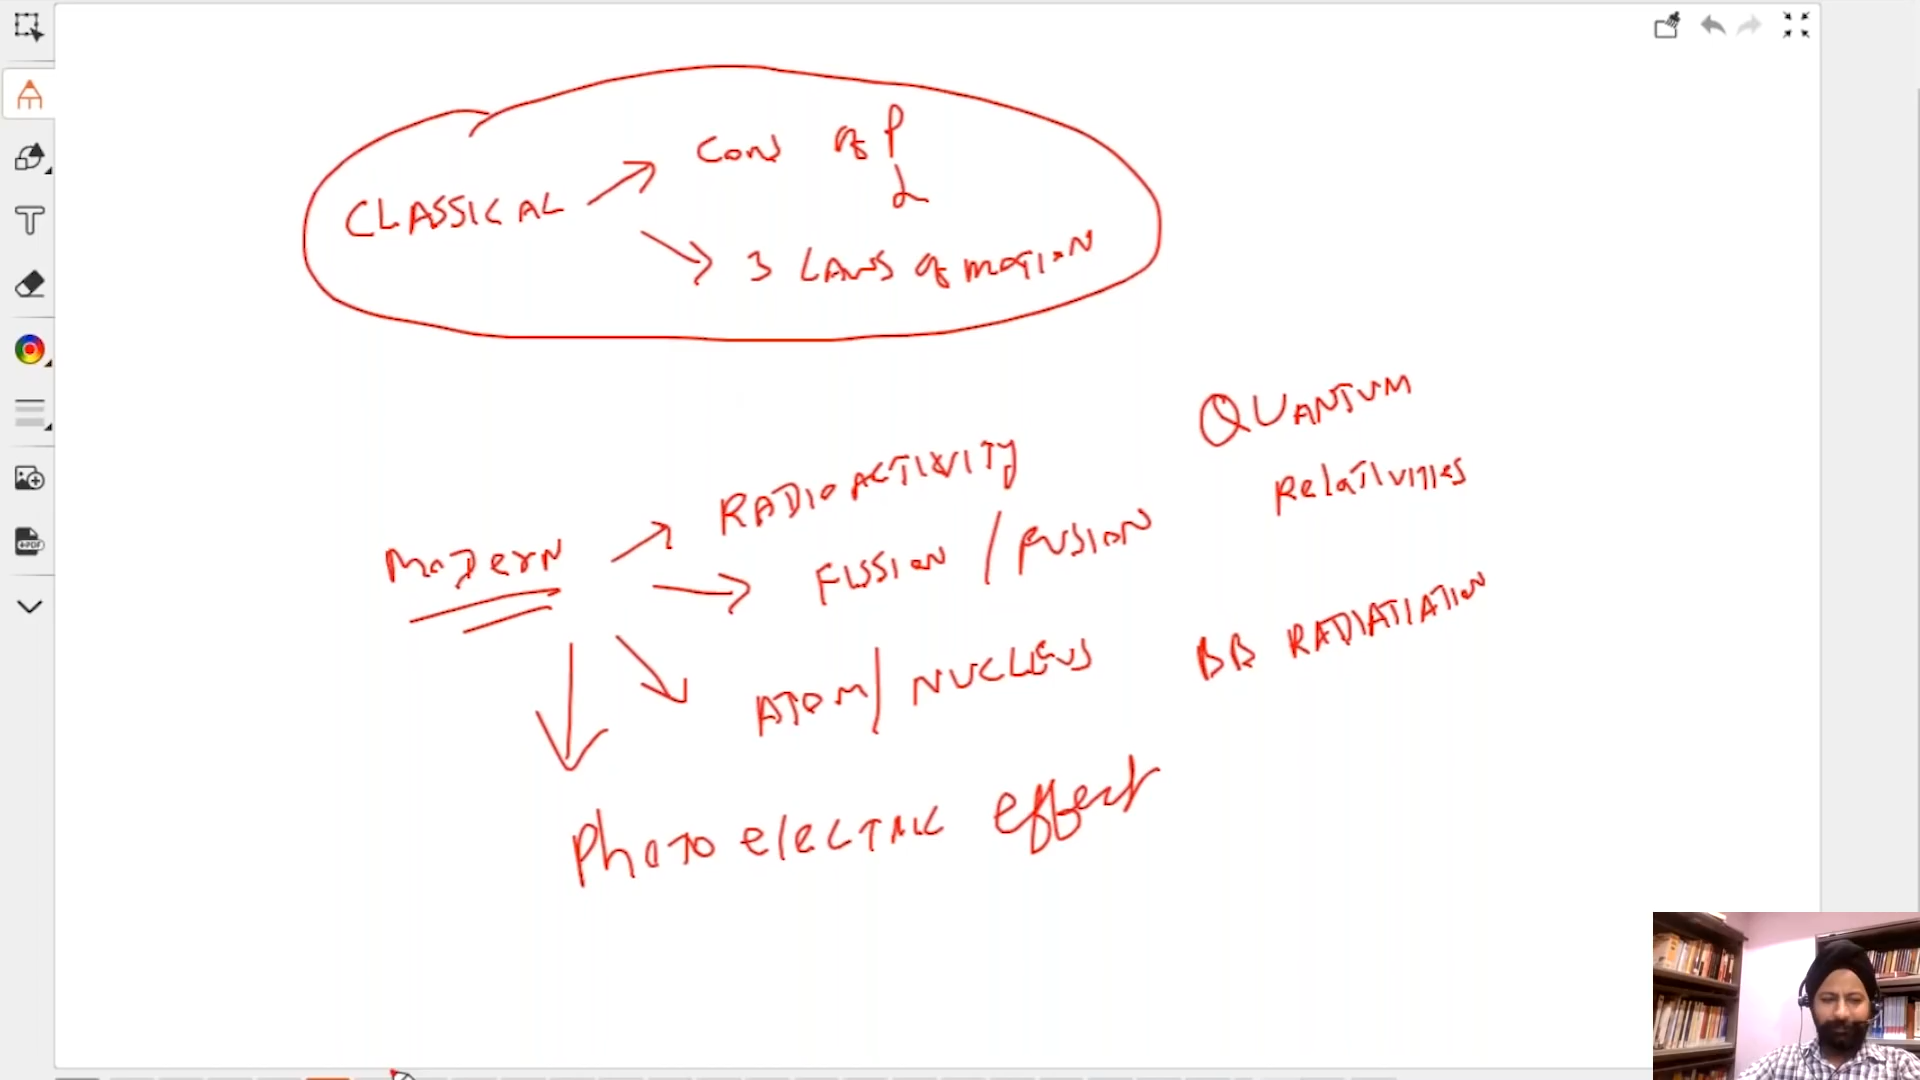 Cons of P
L
CLASSICAL
3 LAWS of MOTION
QUANTUM
RADIOACTIVITY
Relativities
MODERN
FISSION / FUSION
BB RADIATIATION
ATOM / NUCLEUS
Photo electric effect